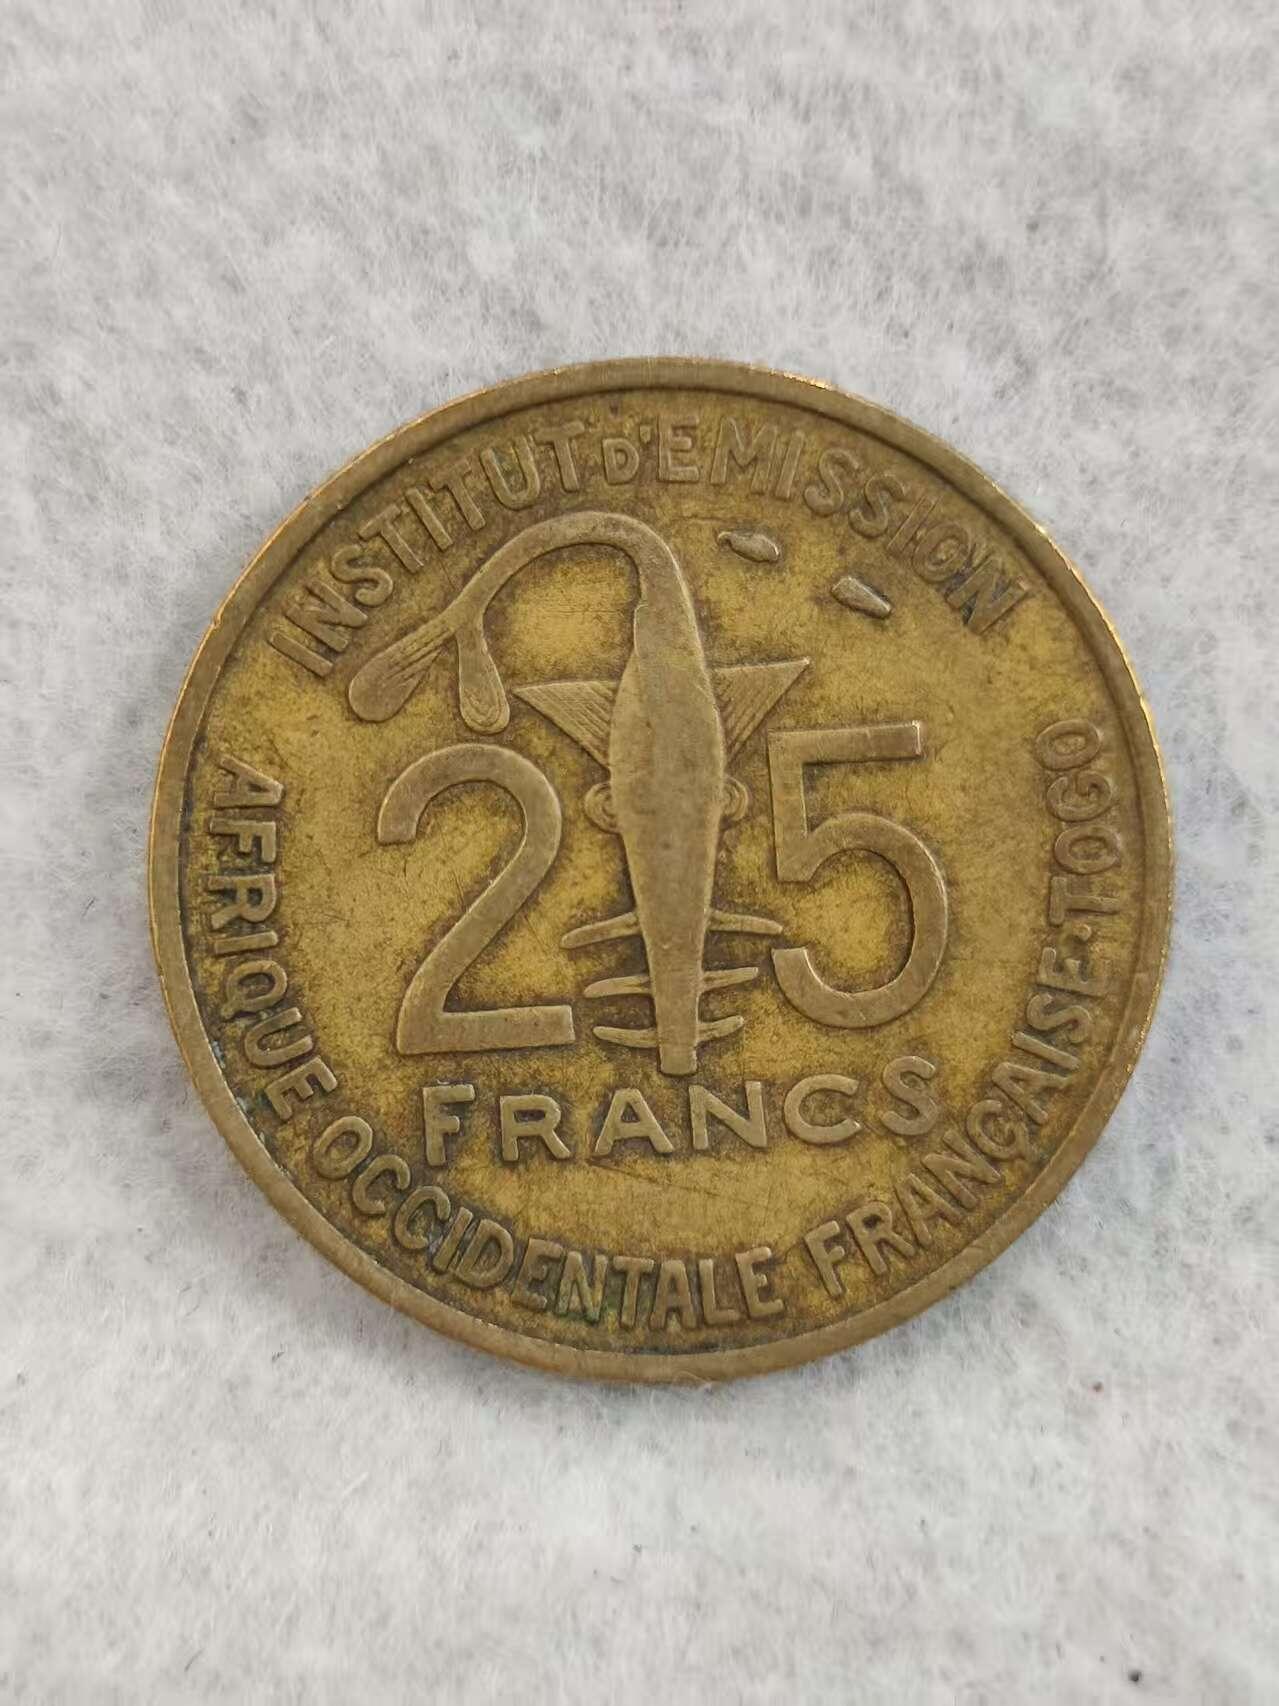 INSTITUT D'EMISSION
25
FRANCS
AFRIQUE OCCIDENTALE FRANÇAISE·TOGO